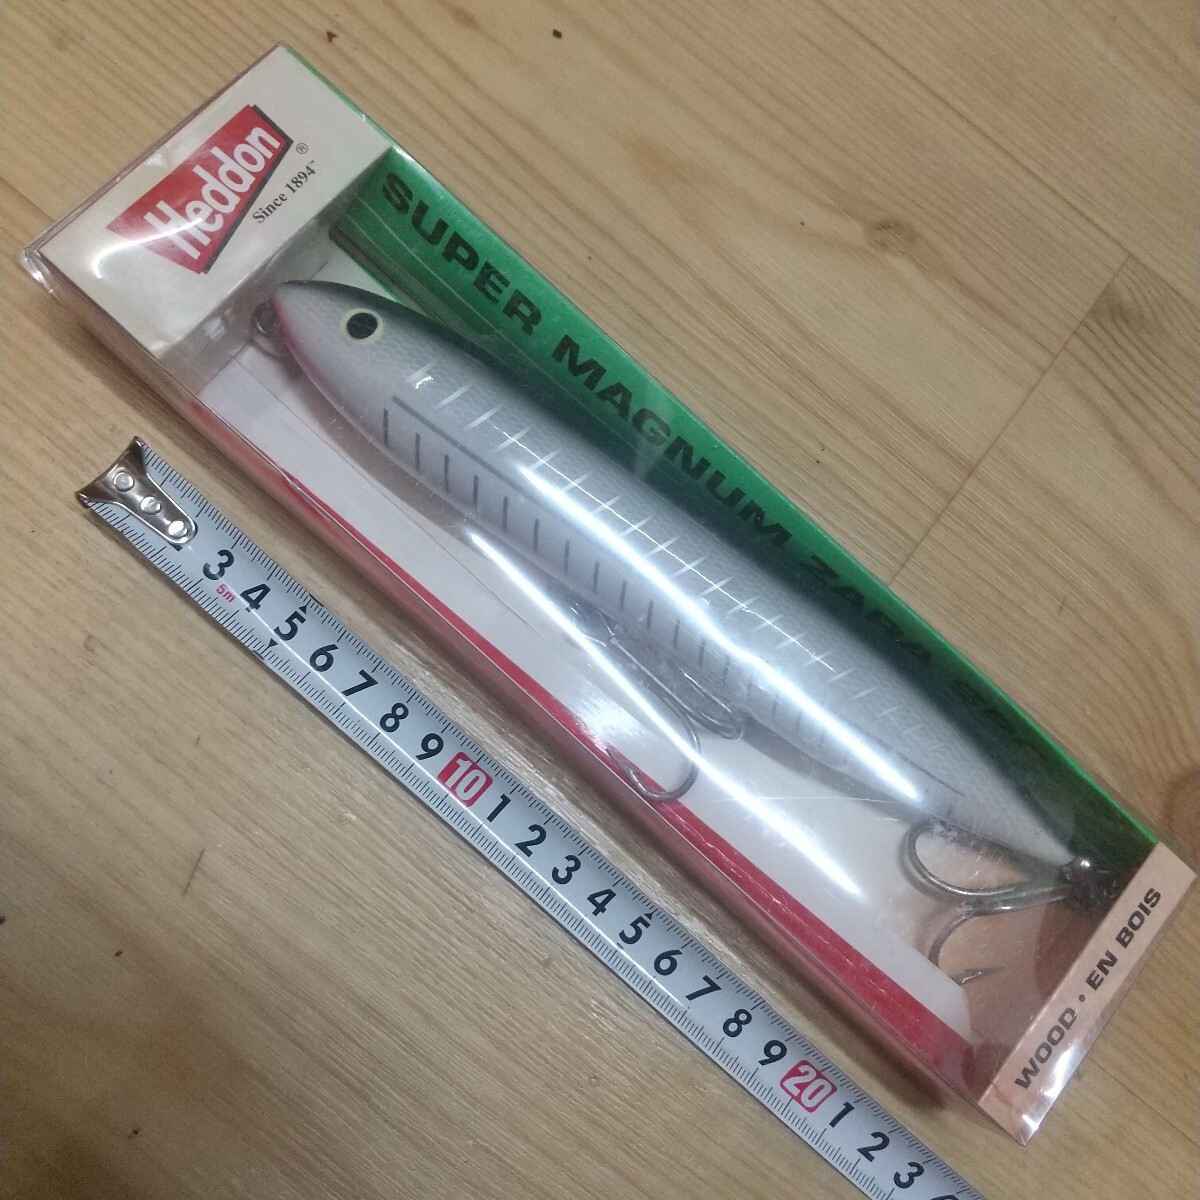 Heddon®
Since 1894™
SUPER MAGNUM ZARA
WOOD • EN BOIS
3 4 5 6 7 8 9 10 1 2 3 4 5 6 7 8 9 20 1 2 3
5m